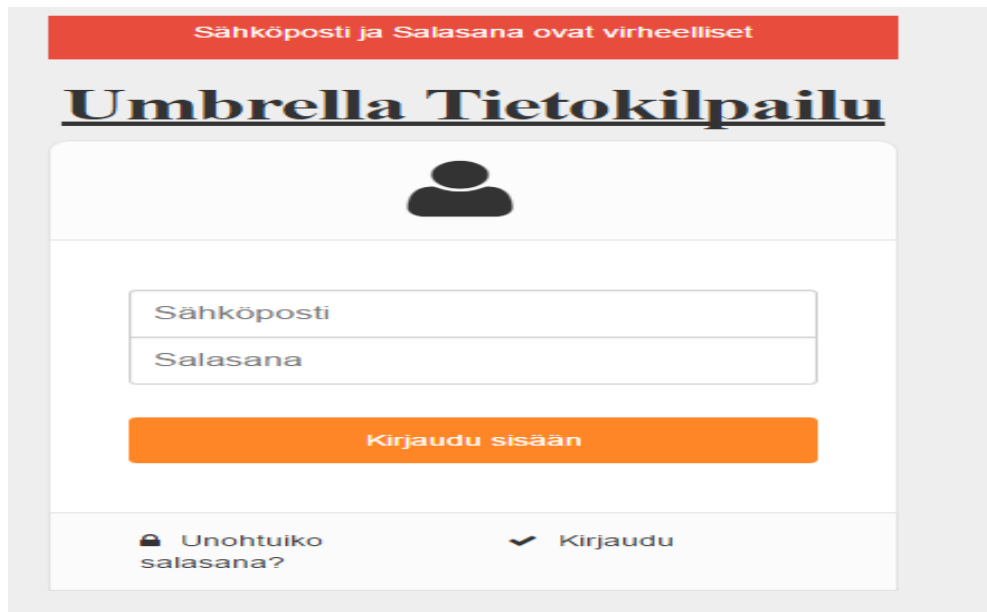 Sähköposti ja Salasana ovat virheelliset
Umbrella Tietokilpailu
Sähköposti
Salasana
Kirjaudu sisään
Unohtuiko
salasana?
Kirjaudu